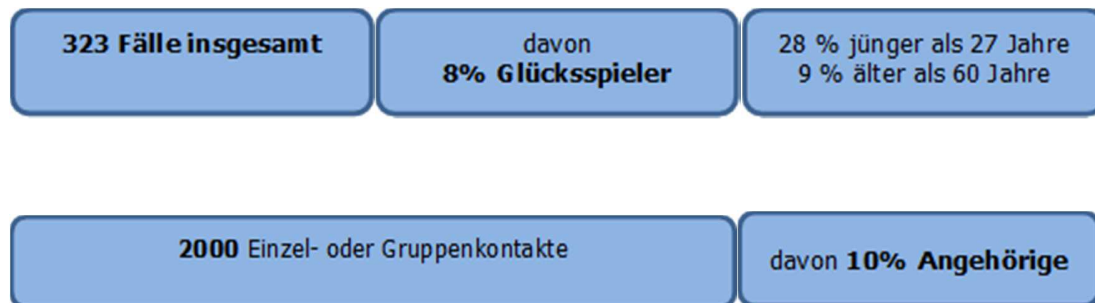 323 Fälle insgesamt
davon
8% Glücksspieler
28 % jünger als 27 Jahre
9 % älter als 60 Jahre
2000 Einzel- oder Gruppenkontakte
davon 10% Angehörige